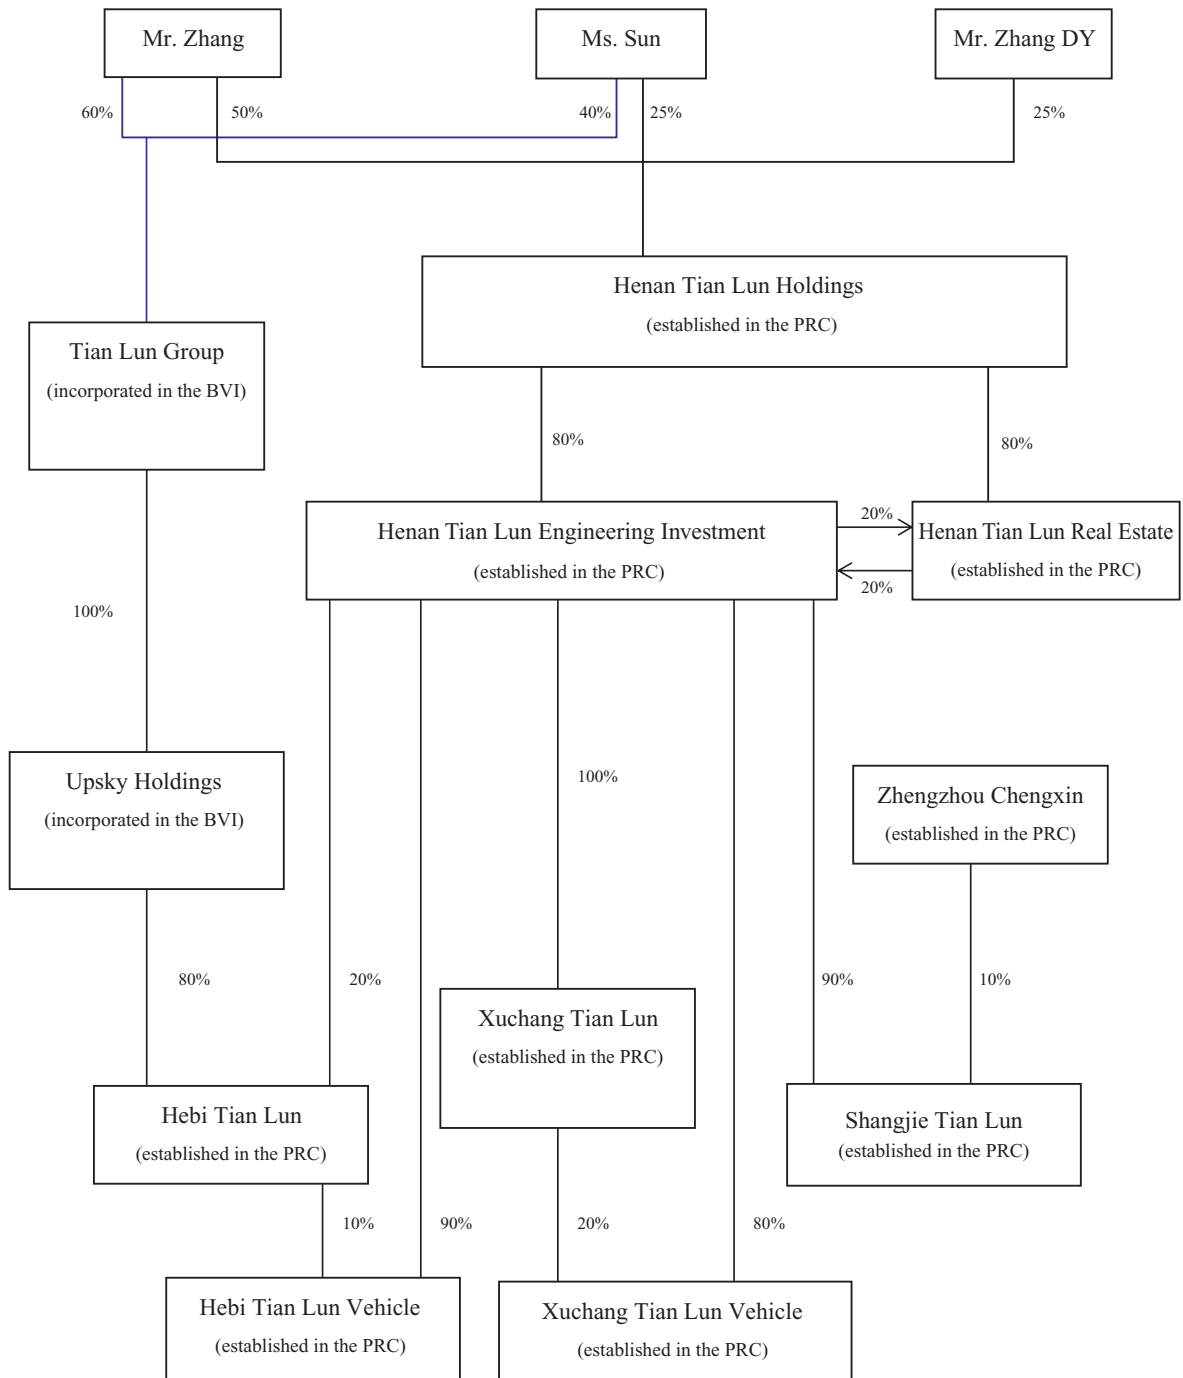 Mr. Zhang
Ms. Sun
Mr. Zhang DY
60%
50%
40%
25%
25%
Henan Tian Lun Holdings
(established in the PRC)
Tian Lun Group
(incorporated in the BVI)
80%
80%
Henan Tian Lun Engineering Investment
(established in the PRC)
20%
20%
Henan Tian Lun Real Estate
(established in the PRC)
100%
Upsky Holdings
(incorporated in the BVI)
100%
Zhengzhou Chengxin
(established in the PRC)
80%
20%
90%
10%
Xuchang Tian Lun
(established in the PRC)
Hebi Tian Lun
(established in the PRC)
Shangjie Tian Lun
(established in the PRC)
10%
90%
20%
80%
Hebi Tian Lun Vehicle
(established in the PRC)
Xuchang Tian Lun Vehicle
(established in the PRC)